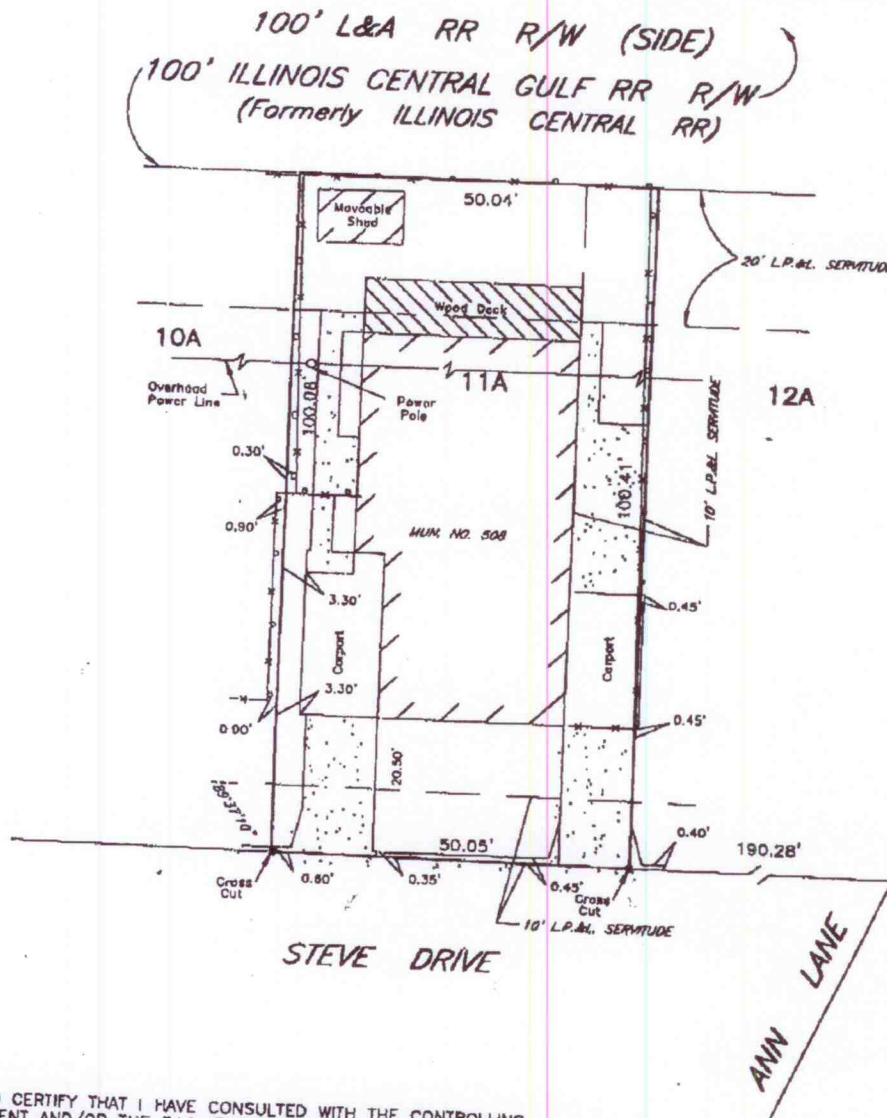 100' L&A RR R/W (SIDE)
100' ILLINOIS CENTRAL GULF RR R/W
(Formerly ILLINOIS CENTRAL RR)
Moveable
Shed
50.04'
20' L.P.&L. SERVITUDE
Wood Deck
10A
11A
12A
Overhead
Power Line
Power
Pole
100.08'
10' L.P.&L. SERVITUDE
100.41'
0.30'
0.90'
MUN. NO. 508
3.30'
0.45'
Carport
Carport
3.30'
0.90'
0.45'
20.50'
50.05'
0.40'
190.28'
Cross
Cut
0.60'
0.35'
0.45'
Cross
Cut
10' L.P.&L. SERVITUDE
STEVE DRIVE
ANN LANE
CERTIFY THAT I HAVE CONSULTED WITH THE CONTROLLING